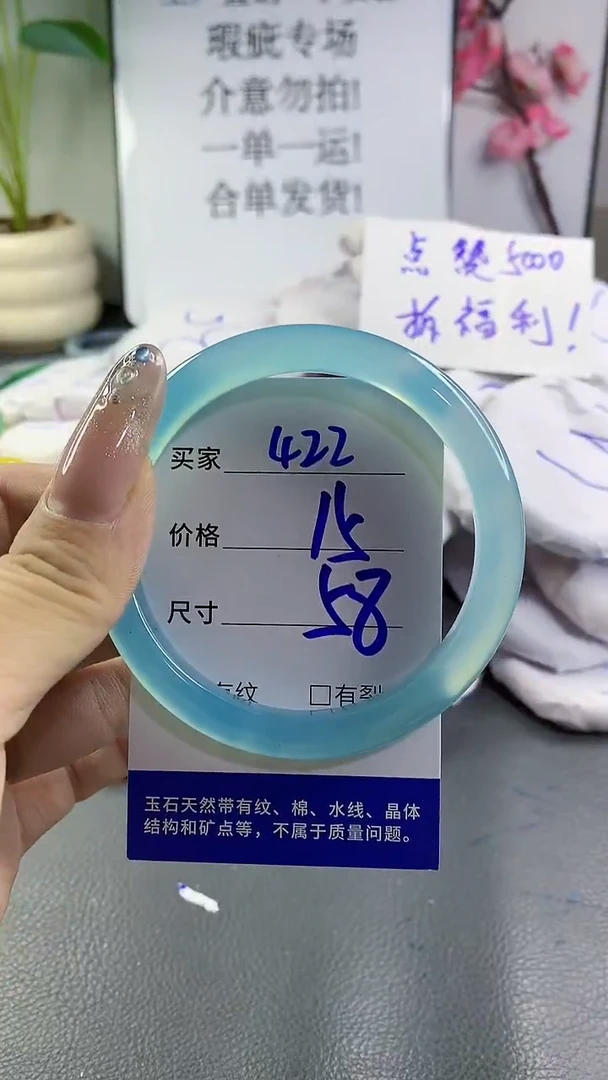 瑕疵专场
介意勿拍!
一单一运!
合单发货!
点赞5000
拆福利!
买家 422
价格 15
尺寸 58
纹 □有裂
玉石天然带有纹、棉、水线、晶体
结构和矿点等，不属于质量问题。